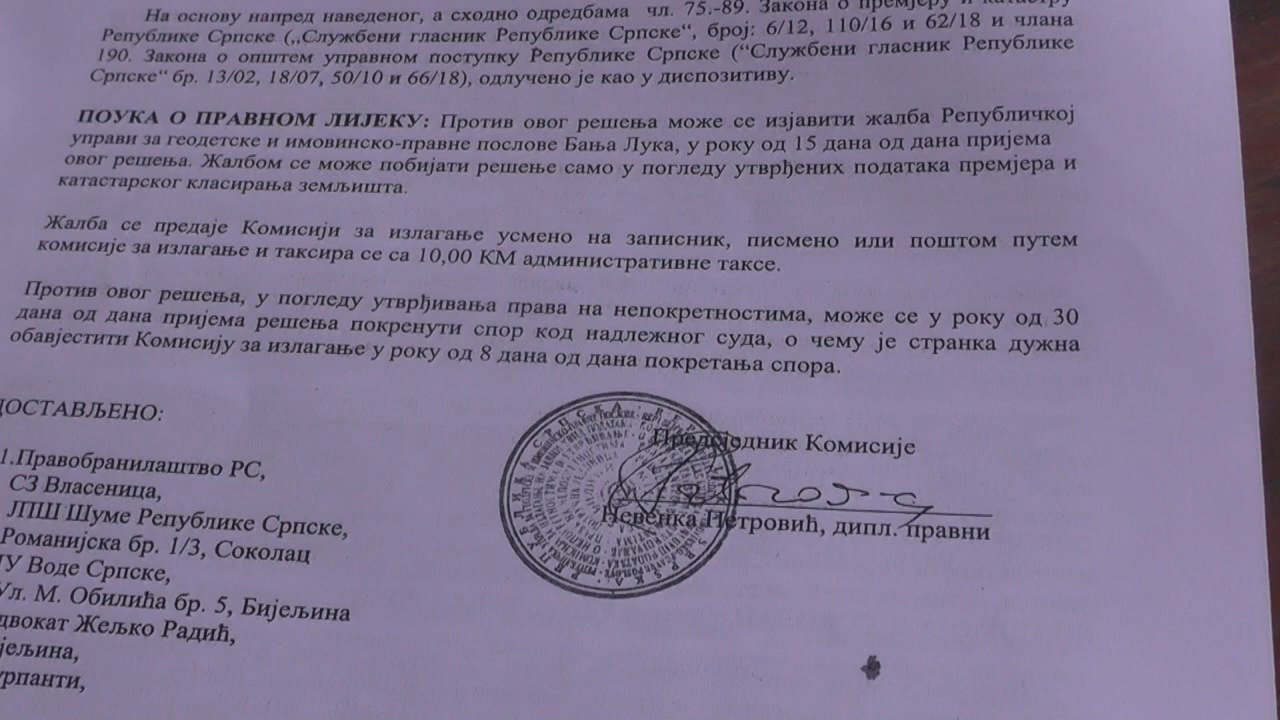 На основу напред наведеног, а сходно одредбама чл. 75.-89. Закона о премјеру и катастру
Републике Српске („Службени гласник Републике Српске“, број: 6/12, 110/16 и 62/18 и члана
190. Закона о општем управном поступку Републике Српске (“Службени гласник Републике
Српске“ бр. 13/02, 18/07, 50/10 и 66/18), одлучено је као у диспозитиву.
ПОУКА О ПРАВНОМ ЛИЈЕКУ: Против овог решења може се изјавити жалба Републичкој
управи за геодетске и имовинско-правне послове Бања Лука, у року од 15 дана од дана пријема
овог решења. Жалбом се може побијати решење само у погледу утврђених података премјера и
катастарског класирања земљишта.
Жалба се предаје Комисији за излагање усмено на записник, писмено или поштом путем
комисије за излагање и таксира се са 10,00 КМ административне таксе.
Против овог решења, у погледу утврђивања права на непокретностима, може се у року од 30
дана од дана пријема решења покренути спор код надлежног суда, о чему је странка дужна
обавјестити Комисију за излагање у року од 8 дана од дана покретања спора.
ДОСТАВЉЕНО:
Предсједник Комисије
Невенка Петровић, дипл. правни
1.Правобранилаштво РС,
СЗ Власеница,
ЛПШ Шуме Републике Српске,
Романијска бр. 1/3, Соколац
ЈУ Воде Српске,
Ул. М. Обилића бр. 5, Бијељина
двокат Жељко Радић,
јељина,
урпанти,